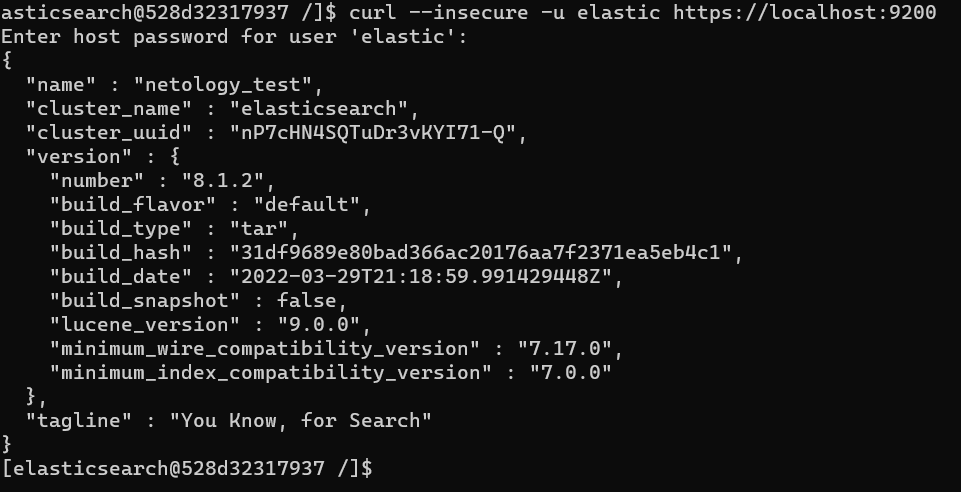 asticsearch@528d32317937 /]$ curl --insecure -u elastic https://localhost:9200
Enter host password for user 'elastic':
{
  "name" : "netology_test",
  "cluster_name" : "elasticsearch",
  "cluster_uuid" : "nP7cHN4SQTuDr3vKYI71-Q",
  "version" : {
    "number" : "8.1.2",
    "build_flavor" : "default",
    "build_type" : "tar",
    "build_hash" : "31df9689e80bad366ac20176aa7f2371ea5eb4c1",
    "build_date" : "2022-03-29T21:18:59.991429448Z",
    "build_snapshot" : false,
    "lucene_version" : "9.0.0",
    "minimum_wire_compatibility_version" : "7.17.0",
    "minimum_index_compatibility_version" : "7.0.0"
  },
  "tagline" : "You Know, for Search"
}
[elasticsearch@528d32317937 /]$